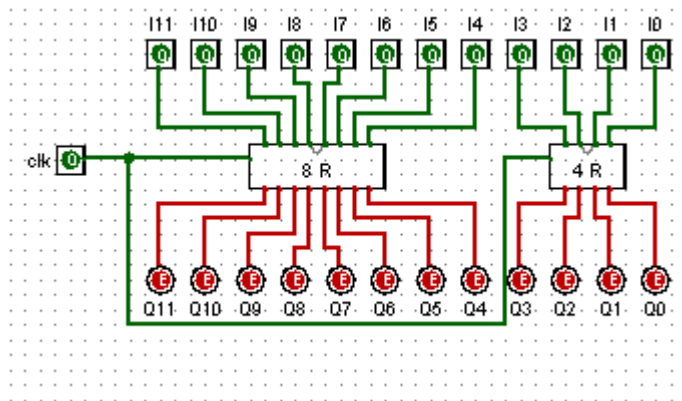 I11 I10 I9 I8 I7 I6 I5 I4 I3 I2 I1 I0
0 0 0 0 0 0 0 0 0 0 0 0
clk 0 8 R 4 R
E E E E E E E E E E E E
Q11 Q10 Q9 Q8 Q7 Q6 Q5 Q4 Q3 Q2 Q1 Q0